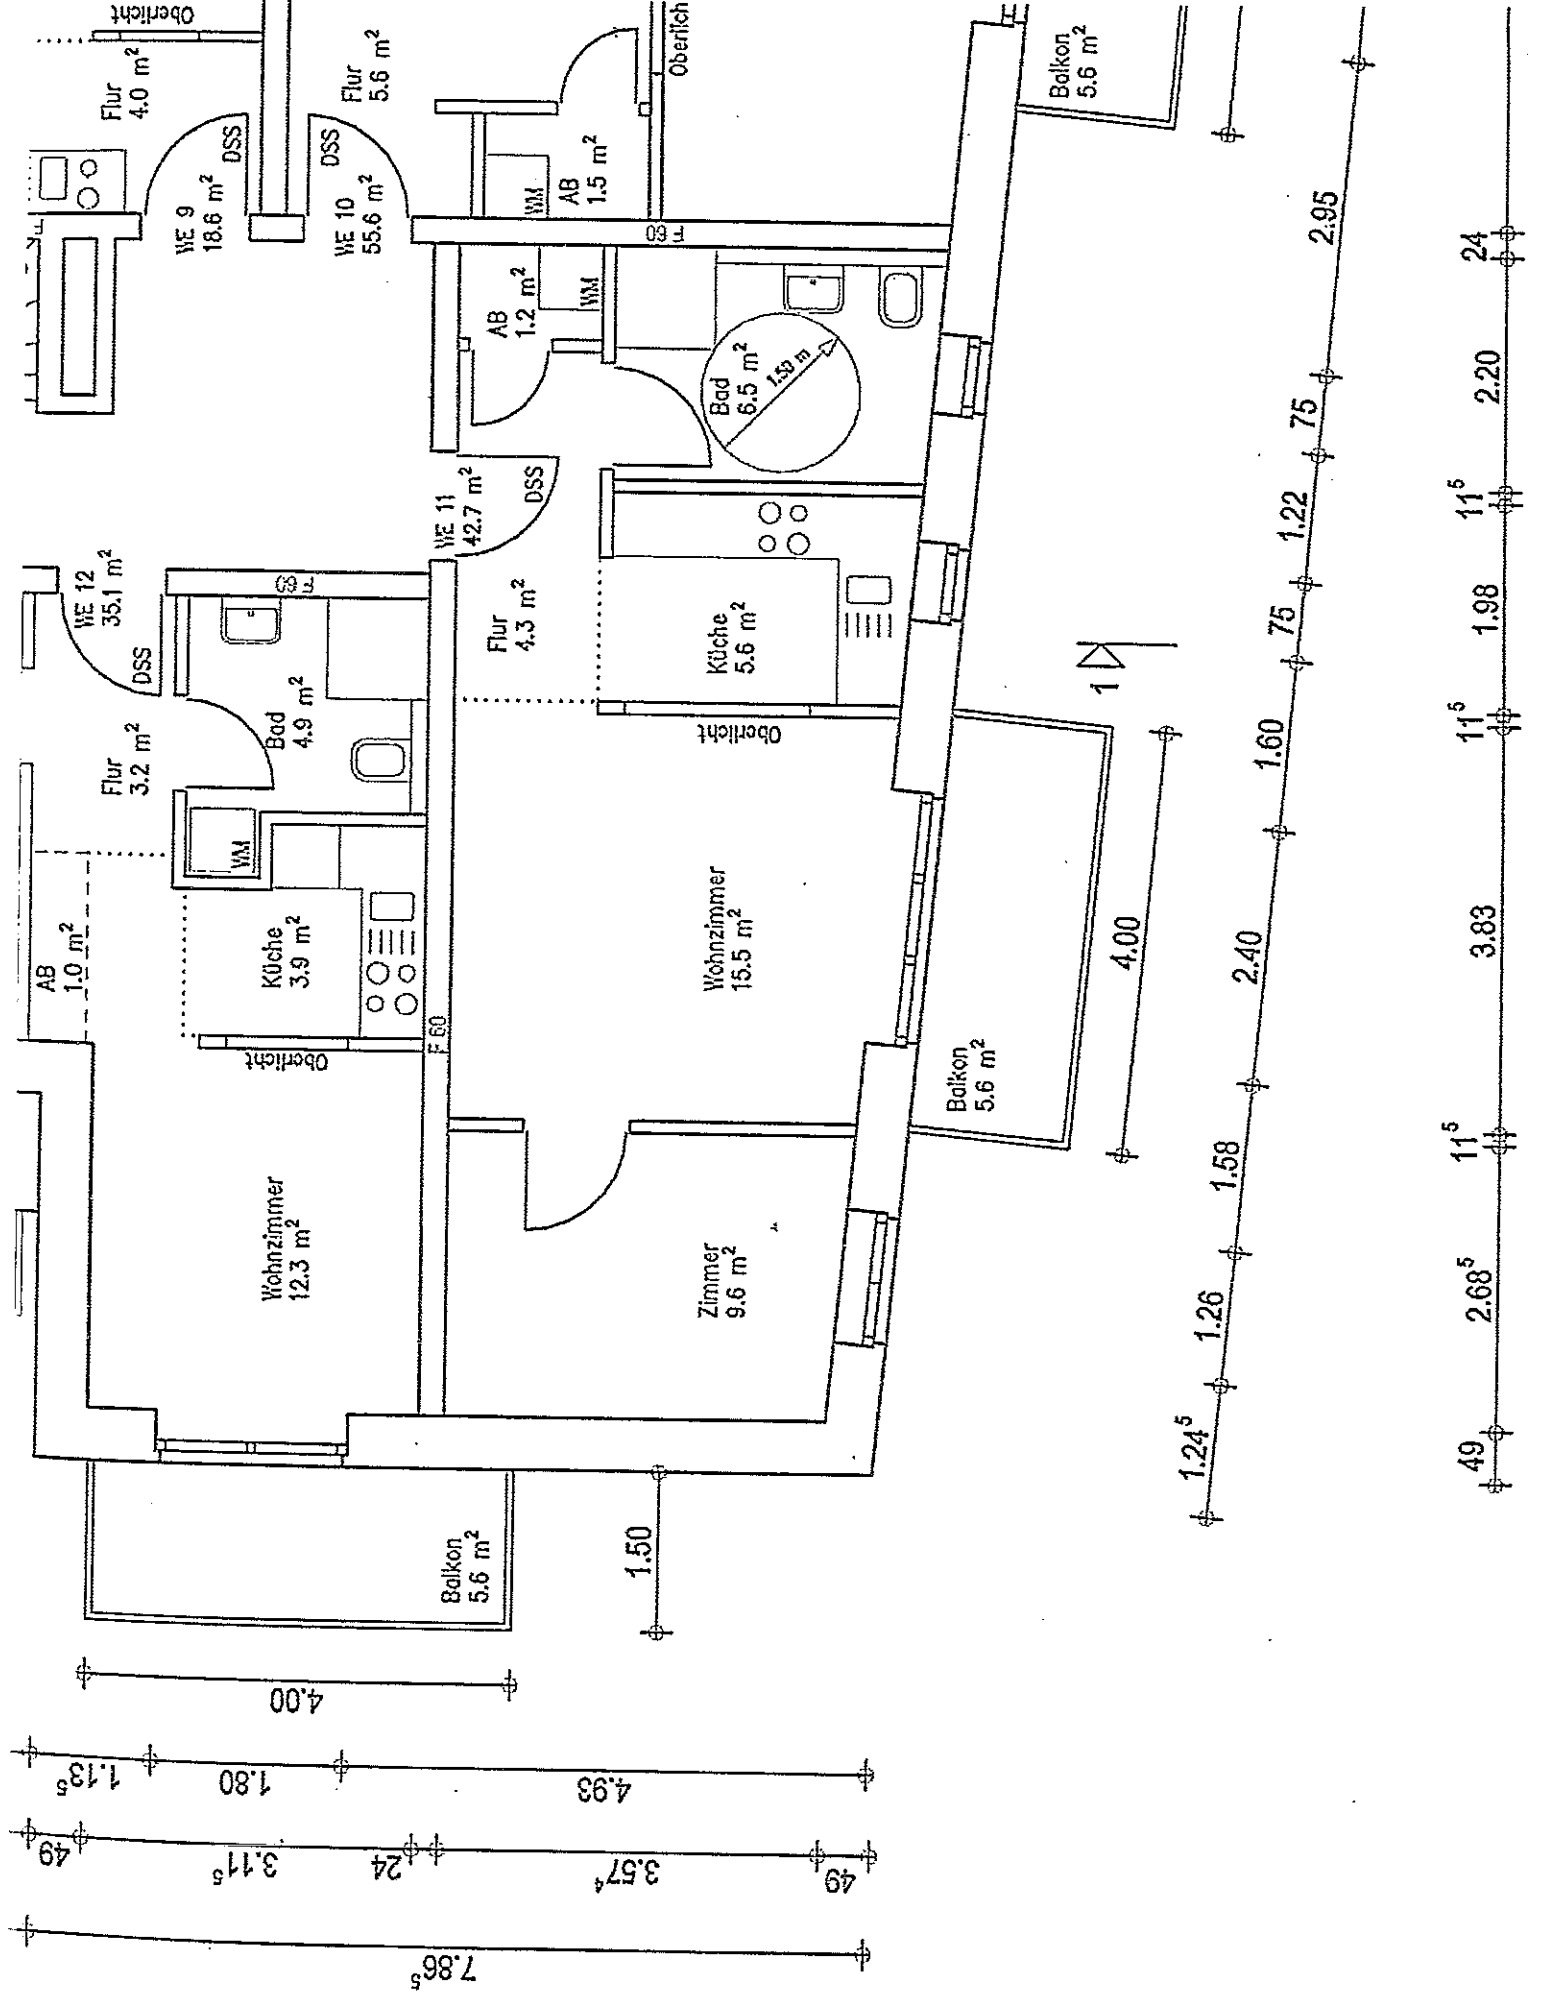 Oberlicht
Flur
4.0 m²
Flur
5.6 m²
DSS
DSS
WE 9
18.6 m²
WE 10
55.6 m²
WM
AB
1.5 m²
F 60
Balkon
5.6 m²
AB
1.2 m²
WM
Bad
6.5 m²
1.50 m
WE 11
42.7 m²
DSS
WE 12
35.1 m²
DSS
F 60
Flur
3.2 m²
Bad
4.9 m²
Flur
4.3 m²
Küche
5.6 m²
Oberlicht
WM
AB
1.0 m²
Küche
3.9 m²
Oberlicht
F 60
Wohnzimmer
15.5 m²
Wohnzimmer
12.3 m²
Zimmer
9.6 m²
Balkon
5.6 m²
Balkon
5.6 m²
1
4.00
1.50
2.95
75
1.22
75
1.60
2.40
1.58
1.26
1.24⁵
24
2.20
11⁵
1.98
11⁵
3.83
11⁵
2.68⁵
49
4.00
1.13⁵
1.80
4.93
49
3.11⁵
24
3.57⁴
49
7.86⁵